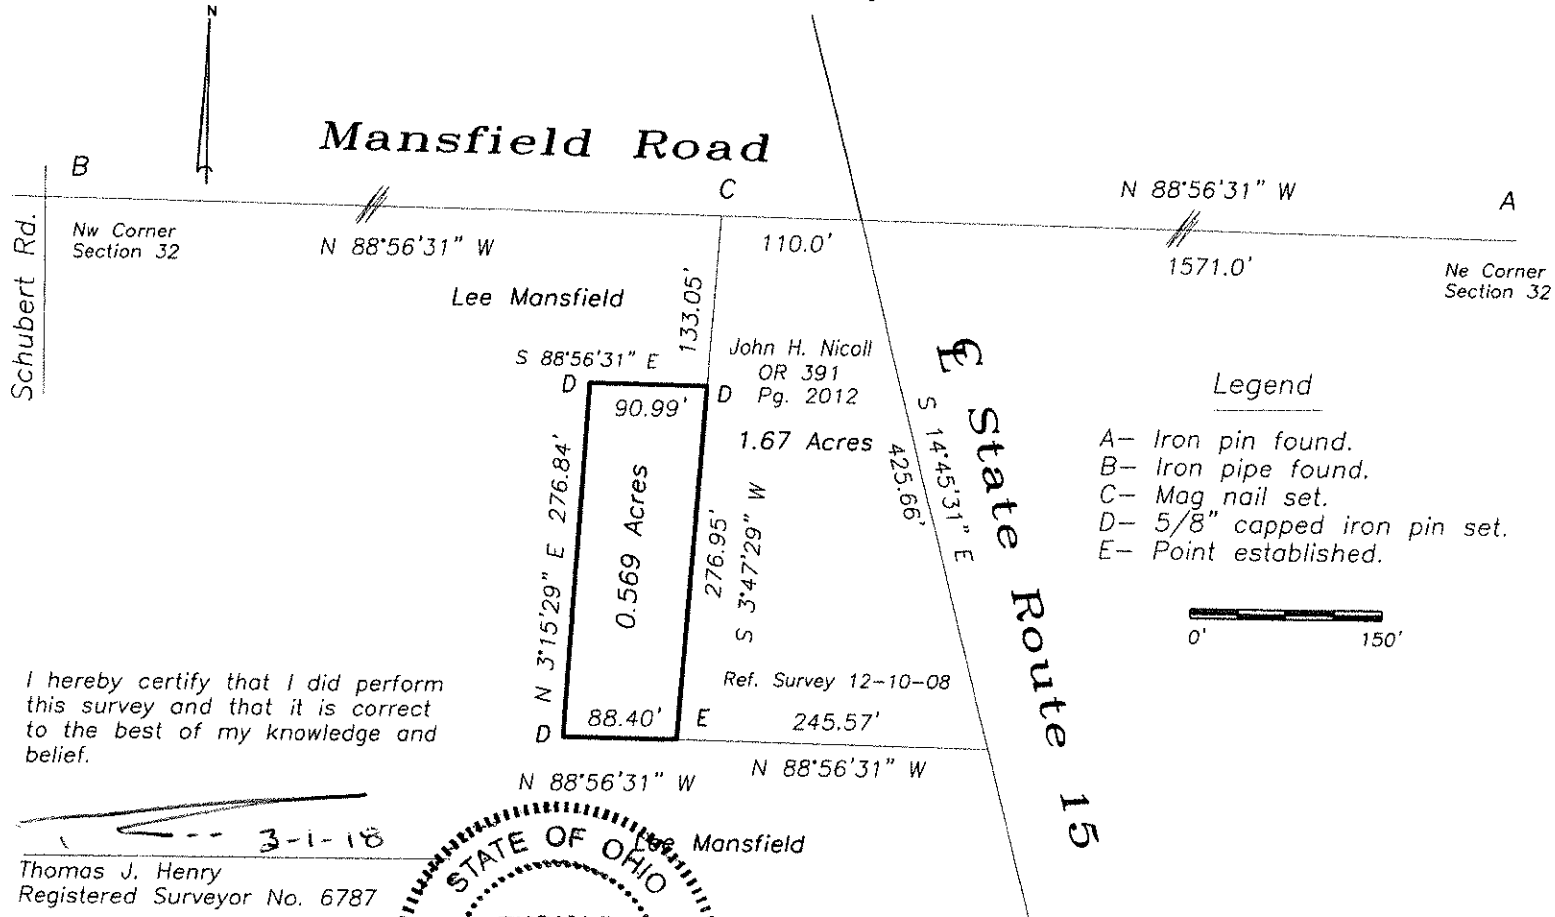 N
Mansfield Road
B
C
N 88°56'31" W
A
Schubert Rd.
Nw Corner
Section 32
N 88°56'31" W
110.0'
1571.0'
Ne Corner
Section 32
Lee Mansfield
133.05'
S 88°56'31" E
John H. Nicoll
OR 391
Pg. 2012
D
D
90.99'
1.67 Acres
N 3°15'29" E 276.84'
0.569 Acres
276.95'
S 3°47'29" W
425.66'
S 14°45'31" E
℄ State Route 15
Legend
A- Iron pin found.
B- Iron pipe found.
C- Mag nail set.
D- 5/8" capped iron pin set.
E- Point established.
0' 150'
Ref. Survey 12-10-08
D
88.40'
E
245.57'
N 88°56'31" W
N 88°56'31" W
I hereby certify that I did perform
this survey and that it is correct
to the best of my knowledge and
belief.
3-1-18
Thomas J. Henry
Registered Surveyor No. 6787
STATE OF OHIO
Lee Mansfield